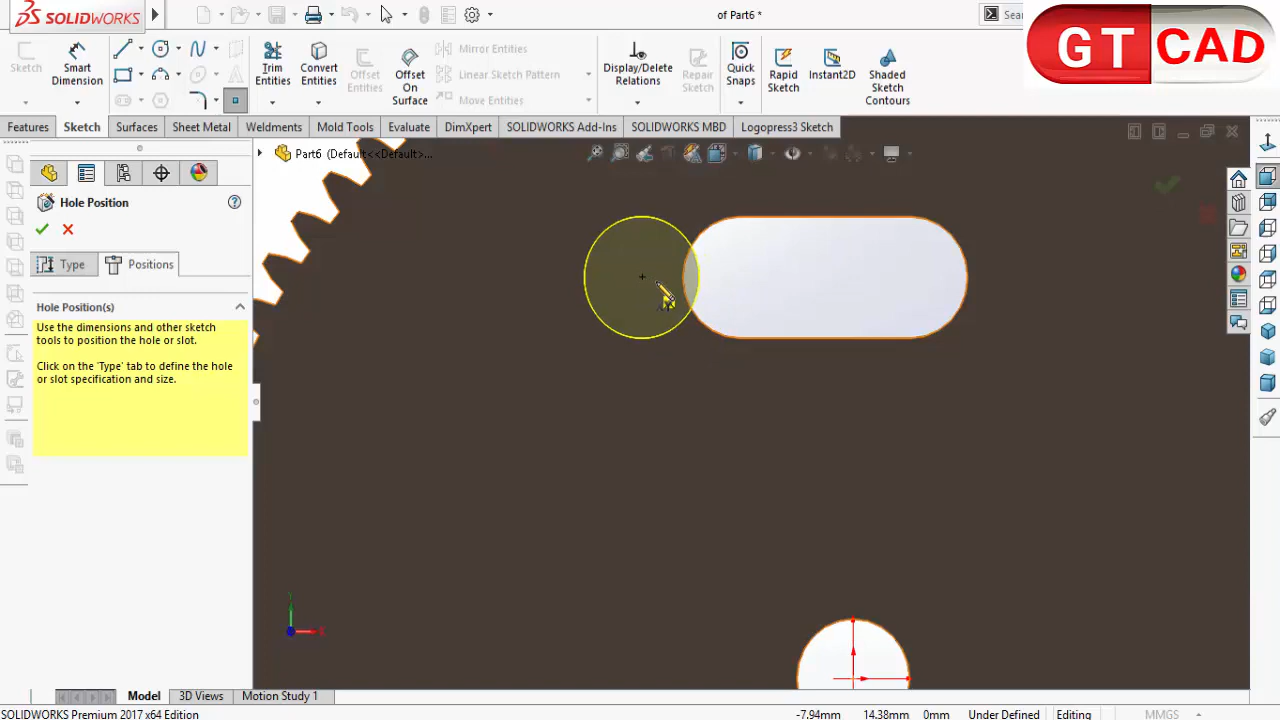 SOLIDWORKS
of Part6 *
Sear
GT CAD
Sketch
Smart Dimension
Trim Entities
Convert Entities
Offset Entities
Offset On Surface
Mirror Entities
Linear Sketch Pattern
Move Entities
Display/Delete Relations
Repair Sketch
Quick Snaps
Rapid Sketch
Instant2D
Shaded Sketch Contours
Features Sketch Surfaces Sheet Metal Weldments Mold Tools Evaluate DimXpert SOLIDWORKS Add-Ins SOLIDWORKS MBD Logopress3 Sketch
Part6 (Default<<Default>...
Hole Position
Type Positions
Hole Position(s)
Use the dimensions and other sketch
tools to position the hole or slot.
Click on the 'Type' tab to define the hole
or slot specification and size.
Y
X
Model 3D Views Motion Study 1
SOLIDWORKS Premium 2017 x64 Edition
-7.94mm 14.38mm 0mm Under Defined Editing MMGS